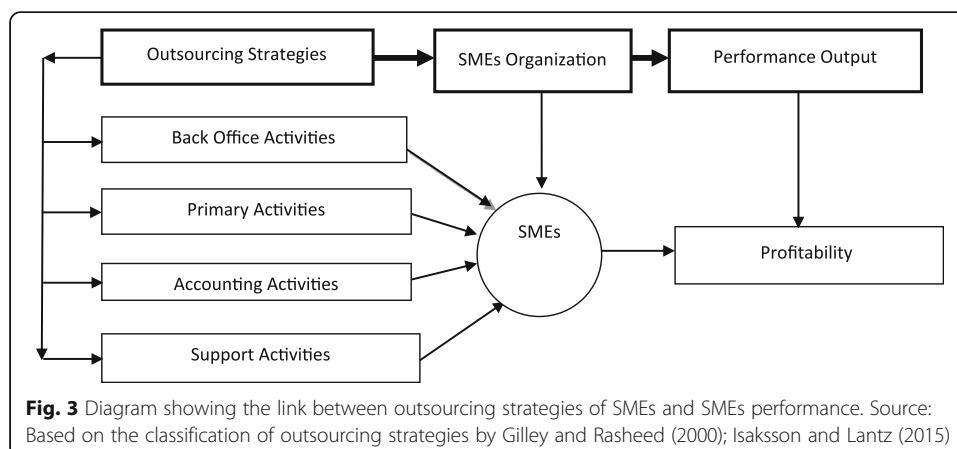 Outsourcing Strategies
SMEs Organization
Performance Output
Back Office Activities
Primary Activities
SMEs
Profitability
Accounting Activities
Support Activities
Fig. 3 Diagram showing the link between outsourcing strategies of SMEs and SMEs performance. Source:
Based on the classification of outsourcing strategies by Gilley and Rasheed (2000); Isaksson and Lantz (2015)